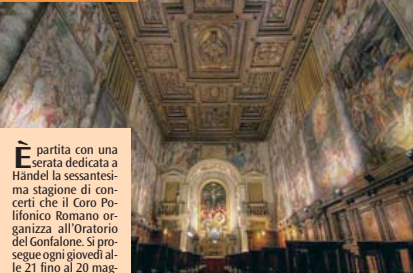 È partita con una
serata dedicata a
Händel la sessantesi-
ma stagione di con-
certi che il Coro Po-
lifonico Romano or-
ganizza all'Oratorio
del Gonfalone. Si pro-
segue ogni giovedì al-
le 21 fino al 20 mag-